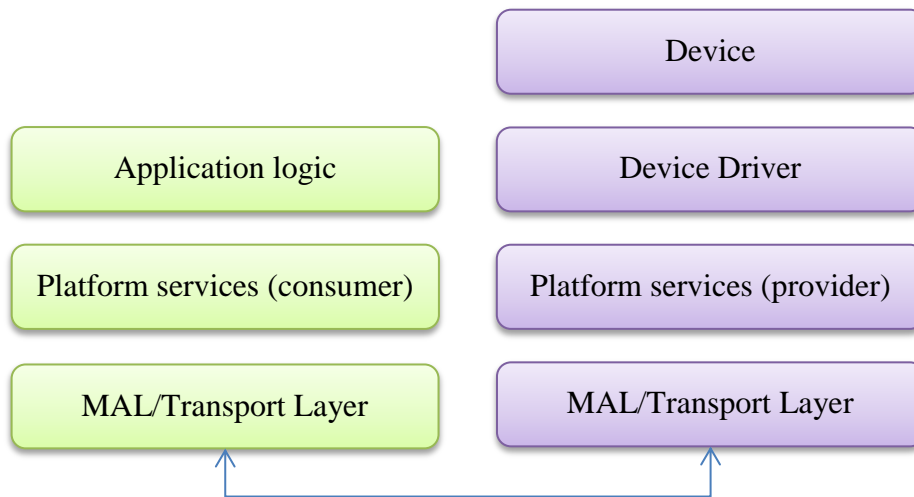 Device
Application logic
Device Driver
Platform services (consumer)
Platform services (provider)
MAL/Transport Layer
MAL/Transport Layer